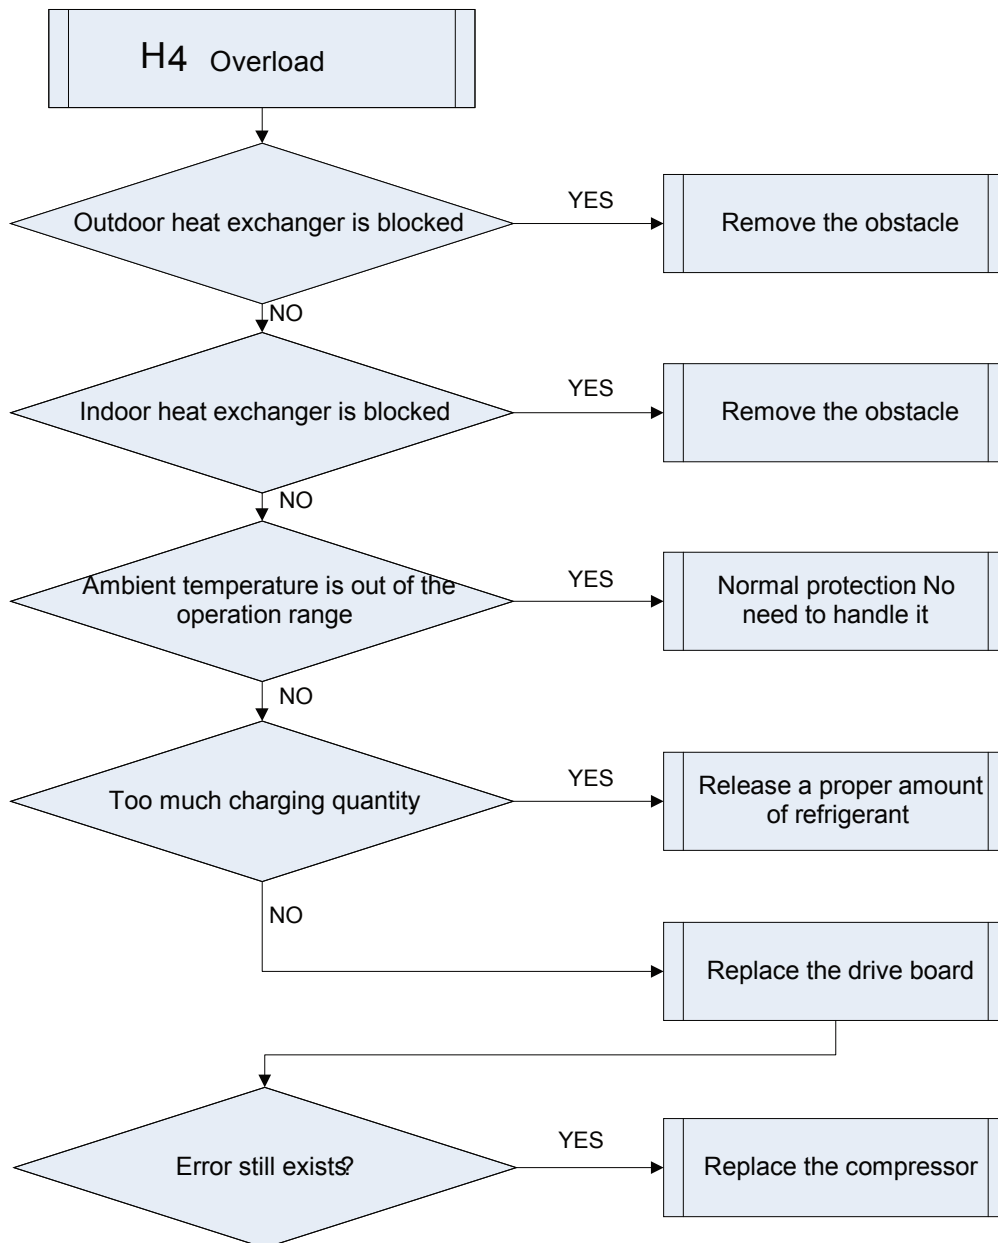 H4 Overload
Outdoor heat exchanger is blocked
YES
Remove the obstacle
NO
Indoor heat exchanger is blocked
YES
Remove the obstacle
NO
Ambient temperature is out of the
operation range
YES
Normal protection. No
need to handle it
NO
Too much charging quantity
YES
Release a proper amount
of refrigerant
NO
Replace the drive board
Error still exists?
YES
Replace the compressor